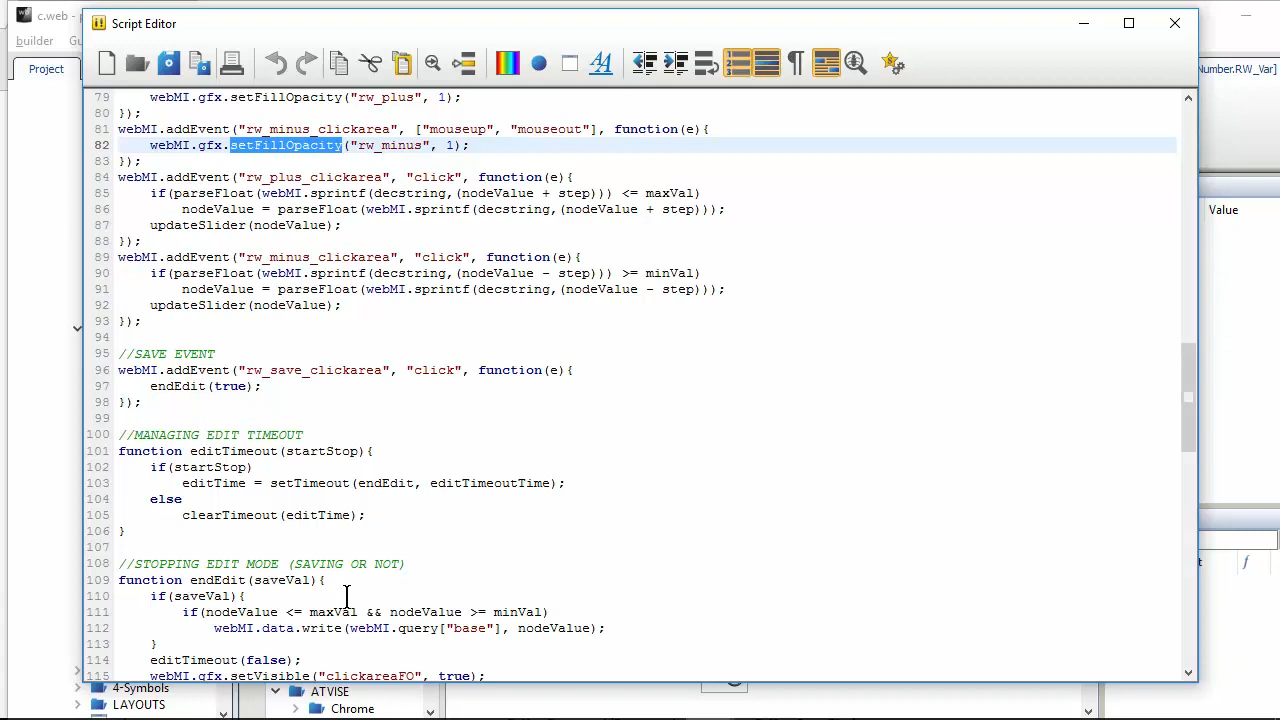 c.web - p
Script Editor
builder Gu
Project
Number.RW_Var]
Value
79 webMI.gfx.setFillOpacity("rw_plus", 1);
80 });
81 webMI.addEvent("rw_minus_clickarea", ["mouseup", "mouseout"], function(e){
82 webMI.gfx.setFillOpacity("rw_minus", 1);
83 });
84 webMI.addEvent("rw_plus_clickarea", "click", function(e){
85 if(parseFloat(webMI.sprintf(decstring,(nodeValue + step))) <= maxVal)
86 nodeValue = parseFloat(webMI.sprintf(decstring,(nodeValue + step)));
87 updateSlider(nodeValue);
88 });
89 webMI.addEvent("rw_minus_clickarea", "click", function(e){
90 if(parseFloat(webMI.sprintf(decstring,(nodeValue - step))) >= minVal)
91 nodeValue = parseFloat(webMI.sprintf(decstring,(nodeValue - step)));
92 updateSlider(nodeValue);
93 });
94
95 //SAVE EVENT
96 webMI.addEvent("rw_save_clickarea", "click", function(e){
97 endEdit(true);
98 });
99
100 //MANAGING EDIT TIMEOUT
101 function editTimeout(startStop){
102 if(startStop)
103 editTime = setTimeout(endEdit, editTimeoutTime);
104 else
105 clearTimeout(editTime);
106 }
107
108 //STOPPING EDIT MODE (SAVING OR NOT)
109 function endEdit(saveVal){
110 if(saveVal){
111 if(nodeValue <= maxVal && nodeValue >= minVal)
112 webMI.data.write(webMI.query["base"], nodeValue);
113 }
114 editTimeout(false);
115 webMI.gfx.setVisible("clickareaFO", true);
4-Symbols
LAYOUTS
ATVISE
Chrome